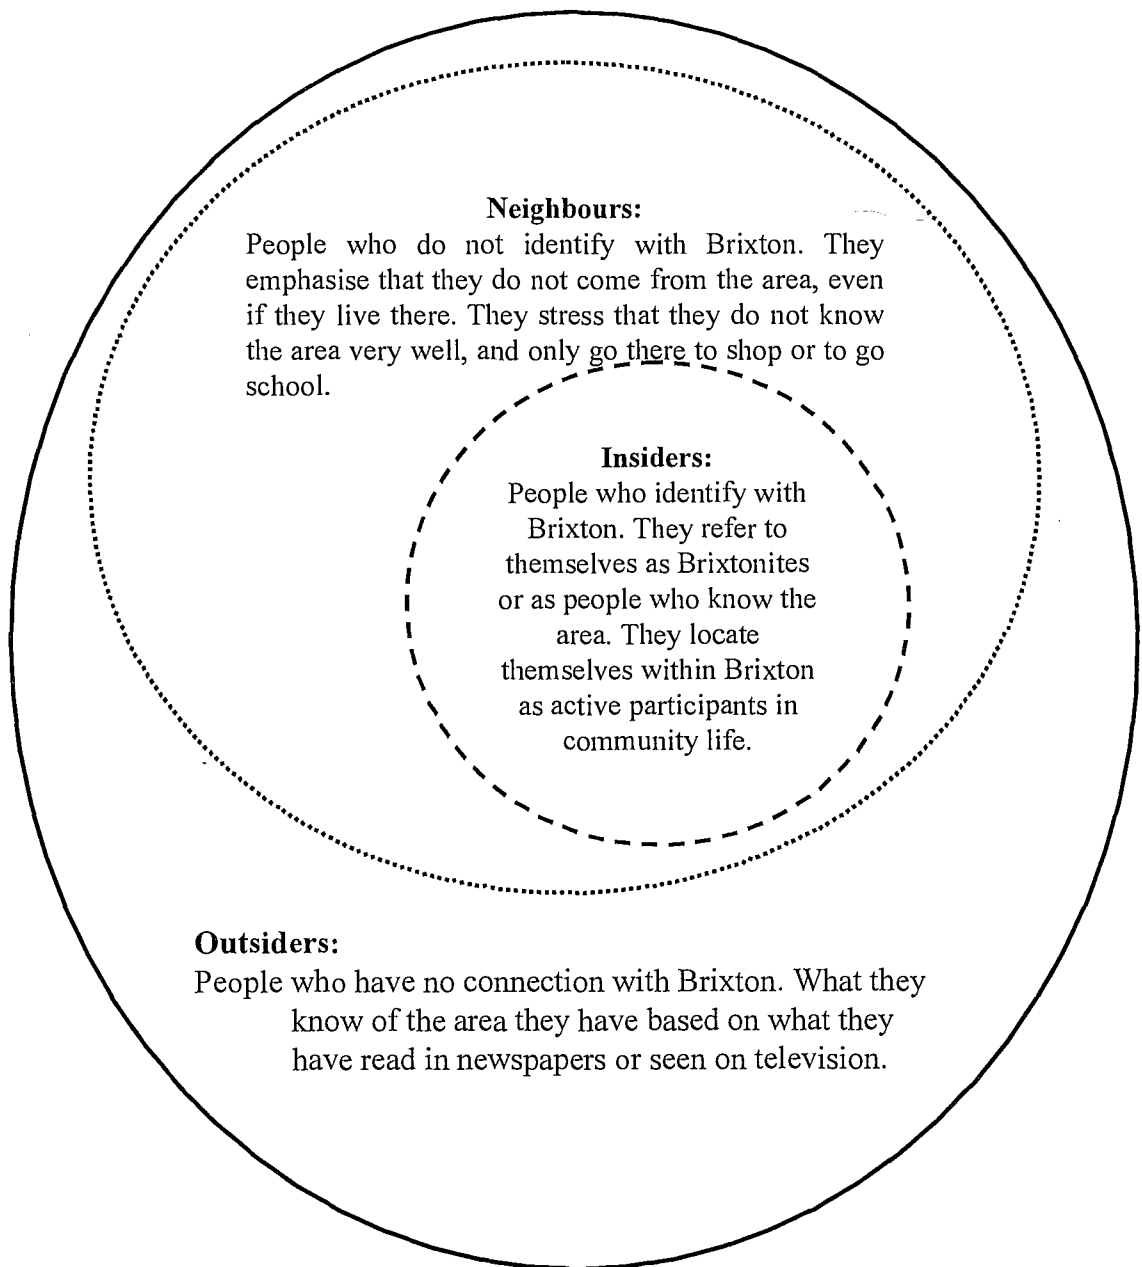 Neighbours:
People who do not identify with Brixton. They
emphasise that they do not come from the area, even
if they live there. They stress that they do not know
the area very well, and only go there to shop or to go
school.
Insiders:
People who identify with
Brixton. They refer to
themselves as Brixtonites
or as people who know the
area. They locate
themselves within Brixton
as active participants in
community life.
Outsiders:
People who have no connection with Brixton. What they
know of the area they have based on what they
have read in newspapers or seen on television.